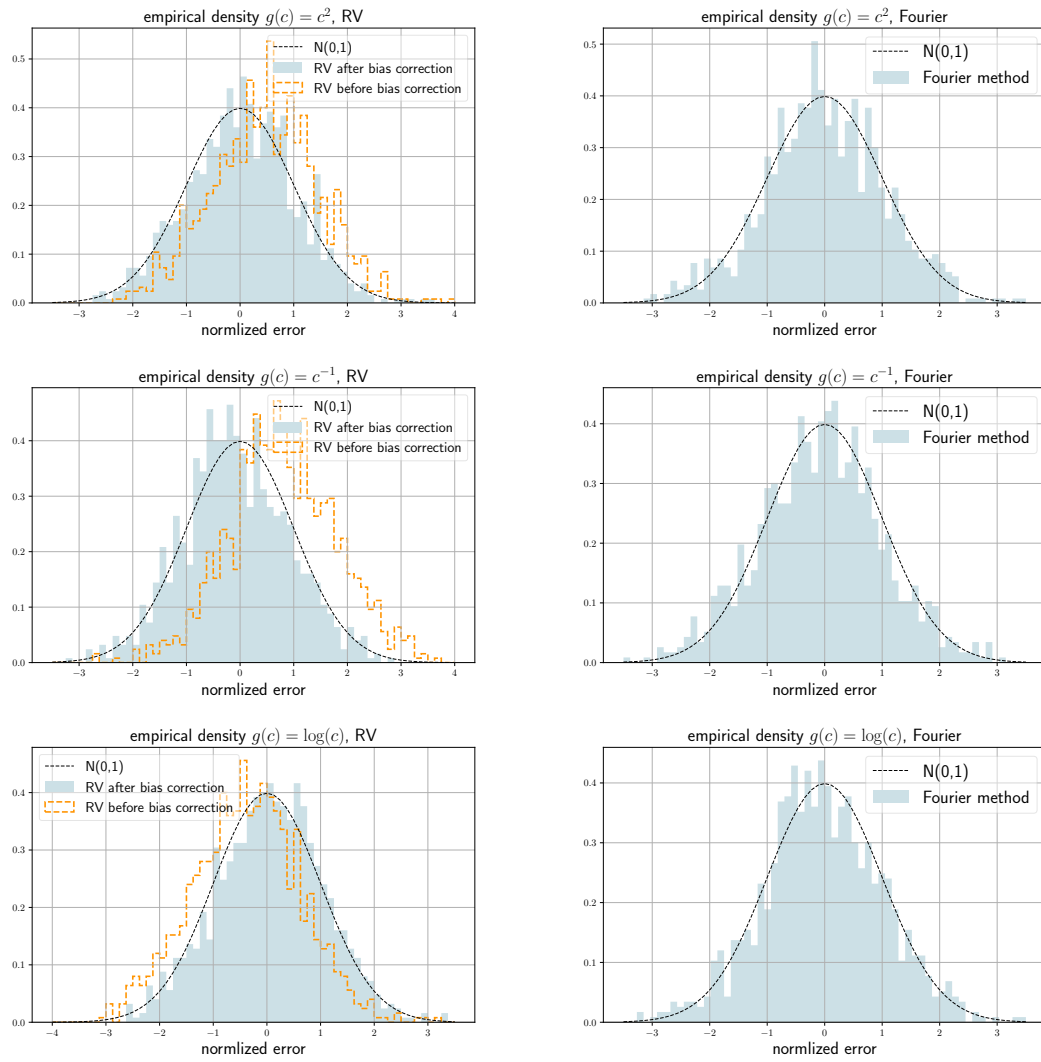 empirical density $g(c) = c^2$, RV
N(0,1)
RV after bias correction
RV before bias correction
0.5
0.4
0.3
0.2
0.1
0.0
−3 −2 −1 0 1 2 3 4
normlized error
empirical density $g(c) = c^2$, Fourier
N(0,1)
Fourier method
0.5
0.4
0.3
0.2
0.1
0.0
−3 −2 −1 0 1 2 3
normlized error
empirical density $g(c) = c^{-1}$, RV
N(0,1)
RV after bias correction
RV before bias correction
0.4
0.3
0.2
0.1
0.0
−3 −2 −1 0 1 2 3 4
normlized error
empirical density $g(c) = c^{-1}$, Fourier
N(0,1)
Fourier method
0.4
0.3
0.2
0.1
0.0
−3 −2 −1 0 1 2 3
normlized error
empirical density $g(c) = \log(c)$, RV
N(0,1)
RV after bias correction
RV before bias correction
0.4
0.3
0.2
0.1
0.0
−4 −3 −2 −1 0 1 2 3
normlized error
empirical density $g(c) = \log(c)$, Fourier
N(0,1)
Fourier method
0.4
0.3
0.2
0.1
0.0
−3 −2 −1 0 1 2 3
normlized error